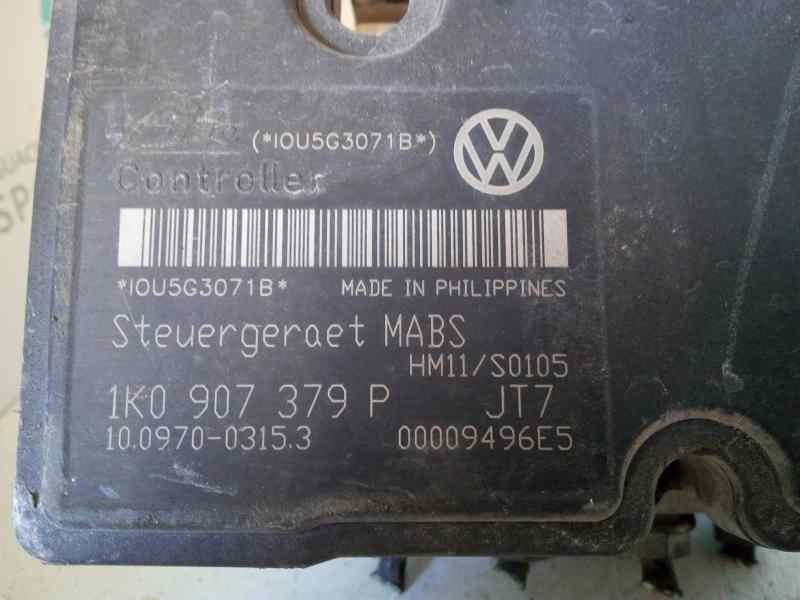 (*IOU5G3071B*)
Controller
*IOU5G3071B* MADE IN PHILIPPINES
Steuergeraet MABS
HM11/S0105
1K0 907 379 P JT7
10.0970-0315.3 00009496E5